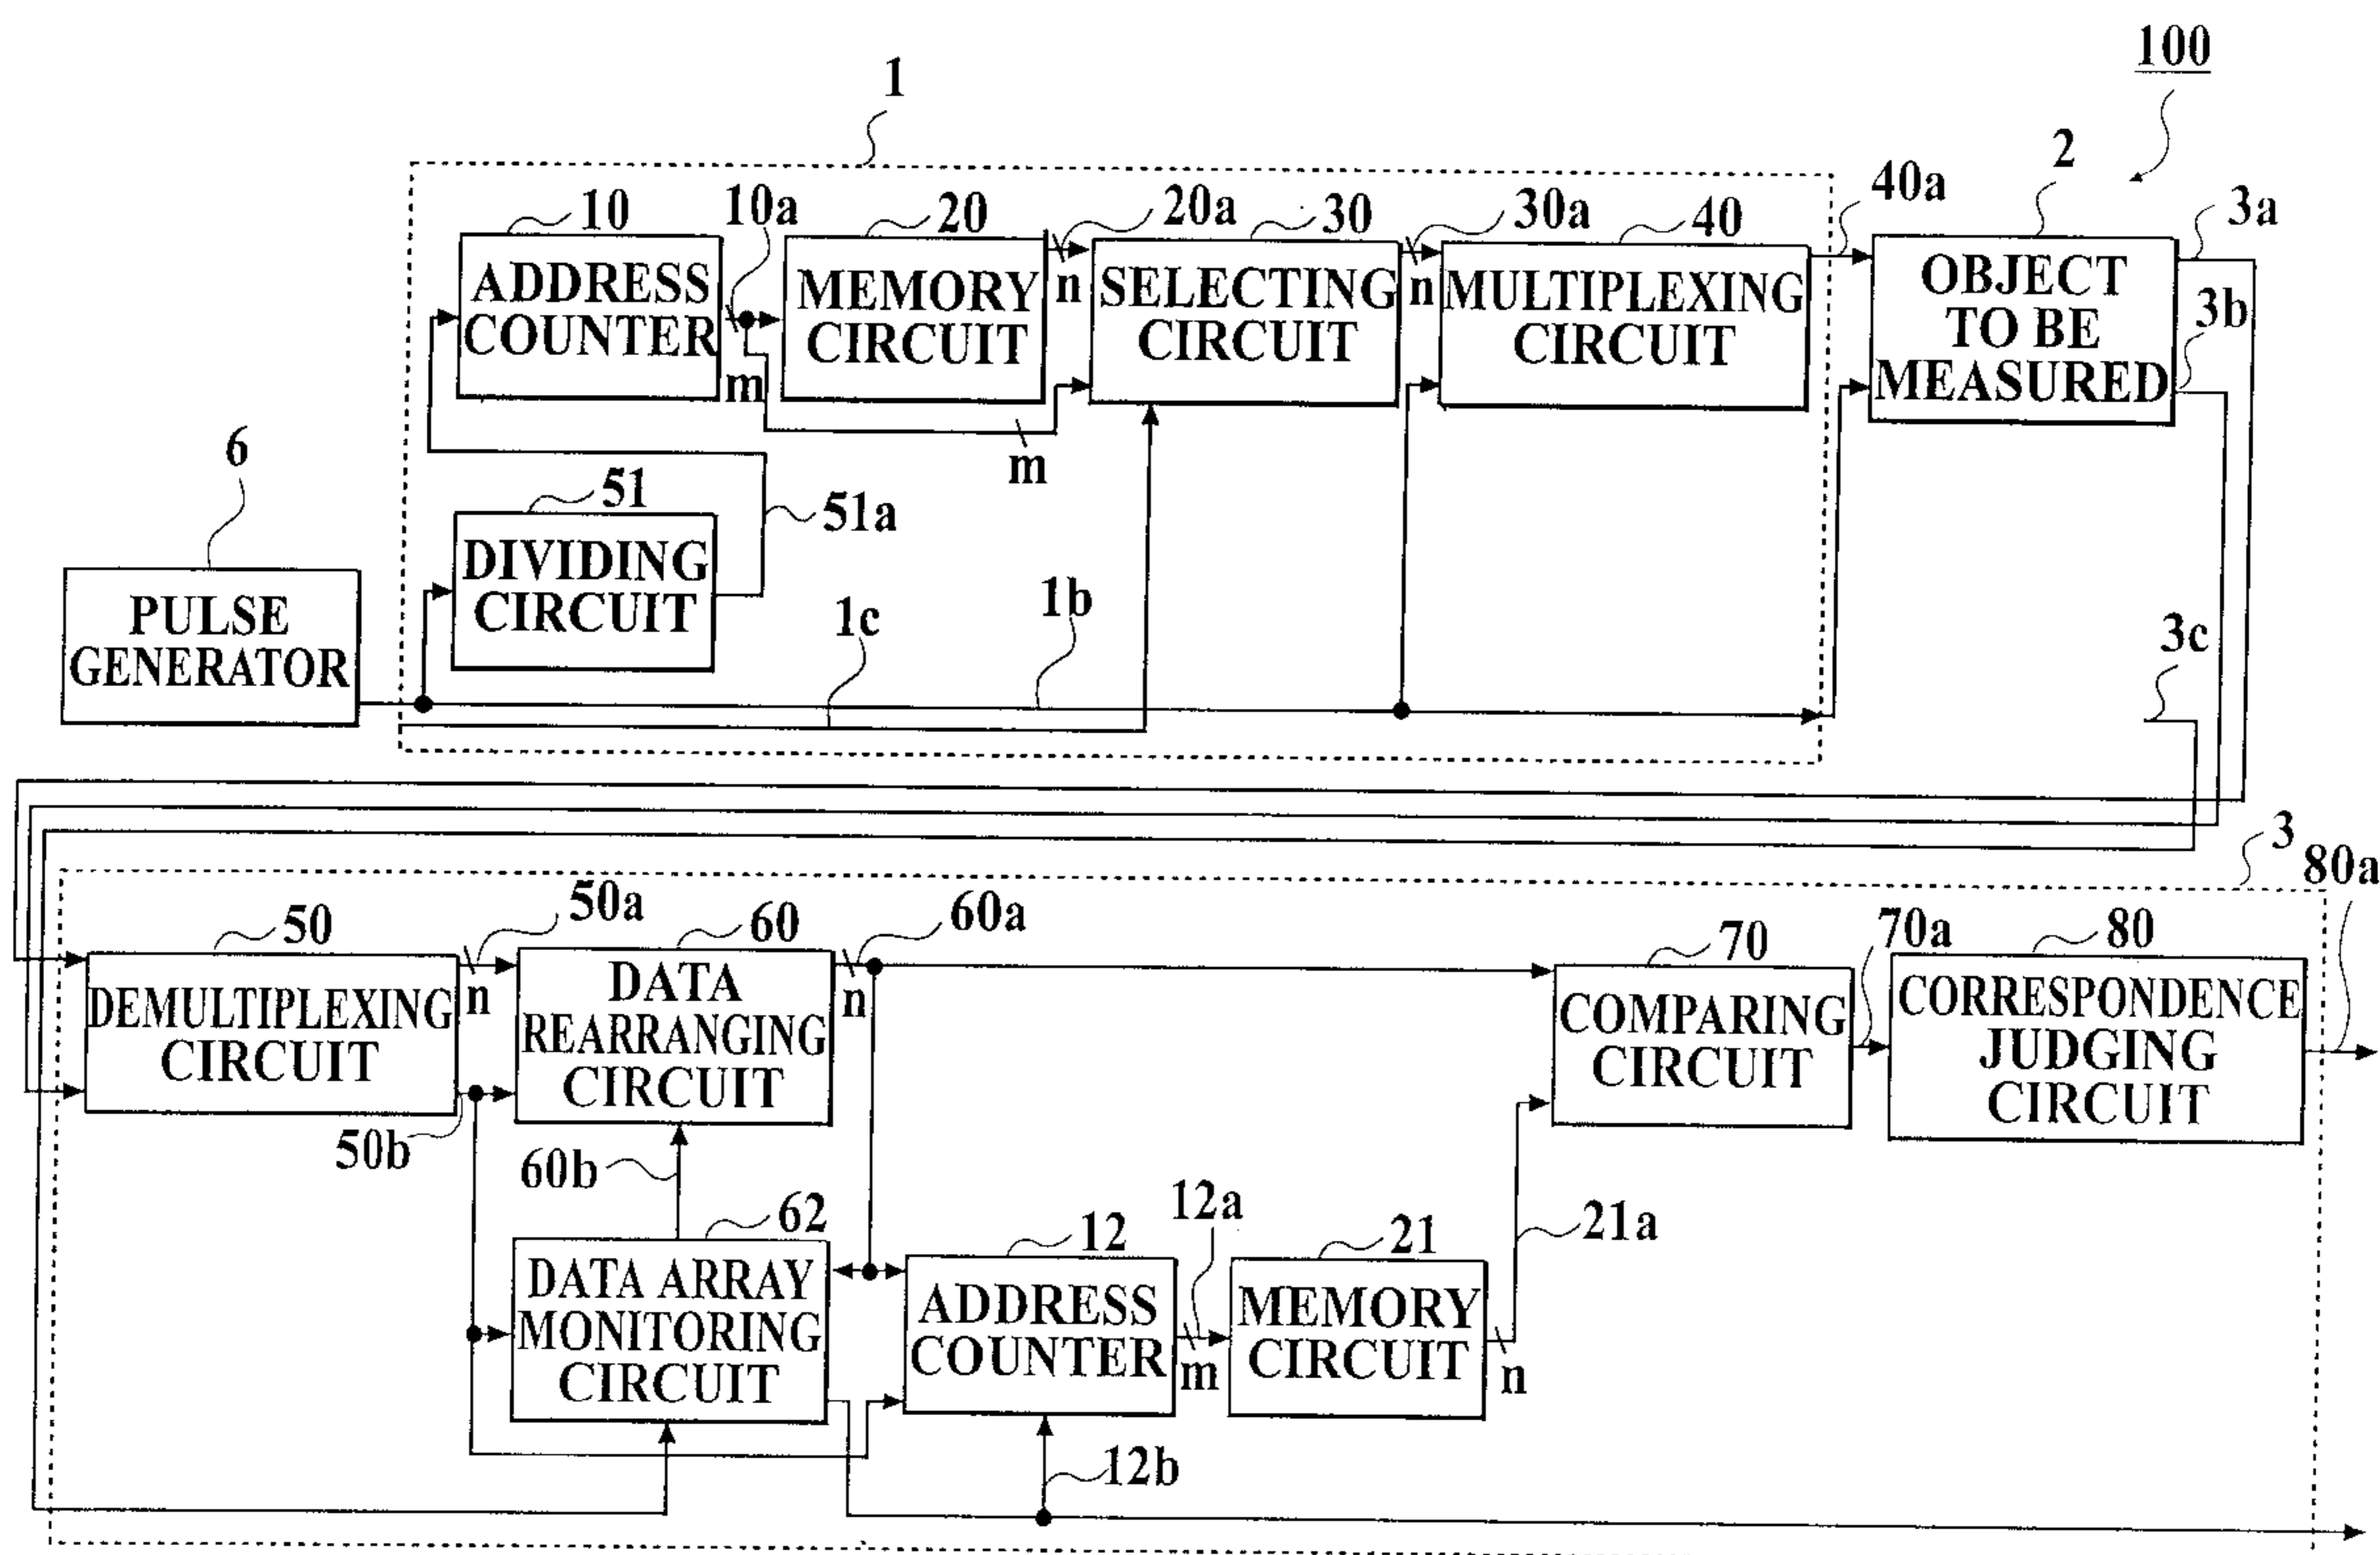 100
1
2
10
10a
20
20a
30
30a
40
40a
3a
ADDRESS
COUNTER
m
MEMORY
CIRCUIT
n
SELECTING
CIRCUIT
n
MULTIPLEXING
CIRCUIT
OBJECT
TO BE
MEASURED
3b
m
6
51
51a
DIVIDING
CIRCUIT
PULSE
GENERATOR
1c
1b
3c
3
80a
50
50a
60
60a
70
70a
80
DEMULTIPLEXING
CIRCUIT
n
DATA
REARRANGING
CIRCUIT
n
COMPARING
CIRCUIT
CORRESPONDENCE
JUDGING
CIRCUIT
50b
60b
62
12
12a
21
21a
DATA ARRAY
MONITORING
CIRCUIT
ADDRESS
COUNTER
m
MEMORY
CIRCUIT
n
12b